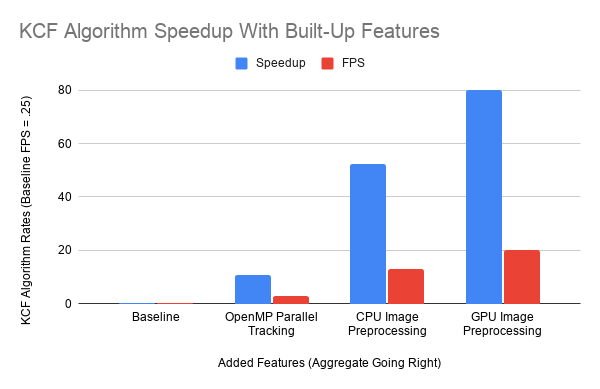 KCF Algorithm Speedup With Built-Up Features
Speedup
FPS
KCF Algorithm Rates (Baseline FPS = .25)
80
60
40
20
0
Baseline
OpenMP Parallel
Tracking
CPU Image
Preprocessing
GPU Image
Preprocessing
Added Features (Aggregate Going Right)